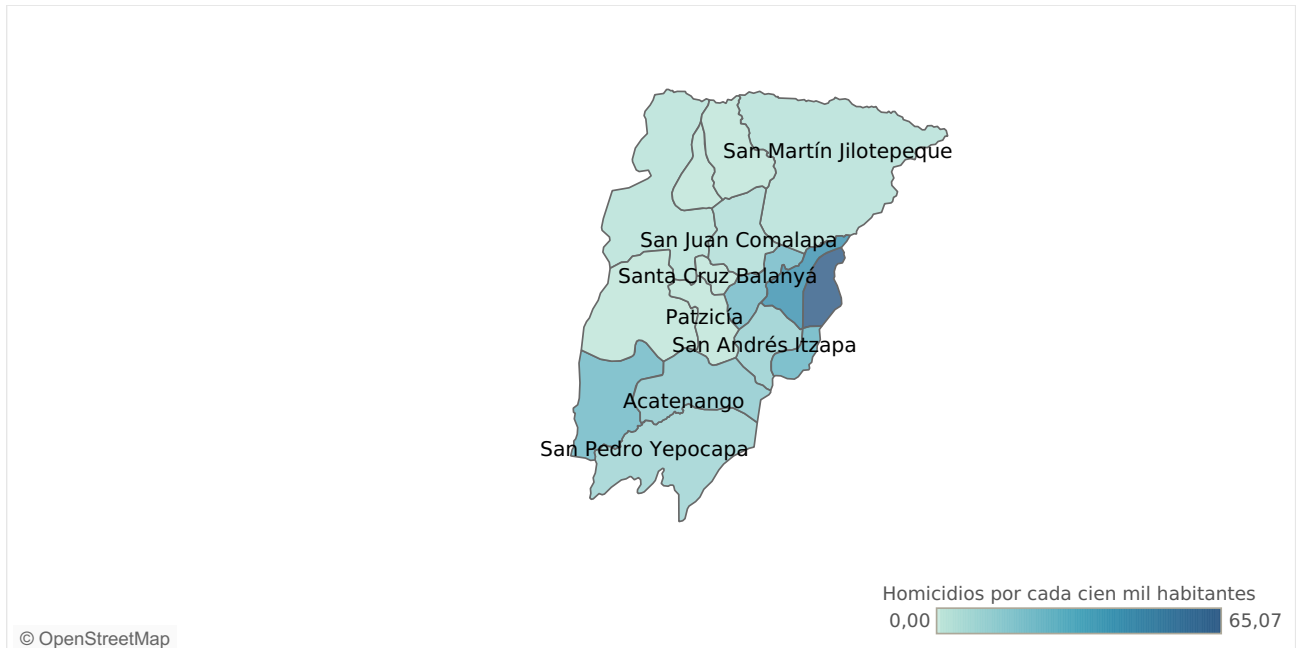 San Martín Jilotepeque
San Juan Comalapa
Santa Cruz Balanyá
Patzicía
San Andrés Itzapa
Acatenango
San Pedro Yepocapa
Homicidios por cada cien mil habitantes
0,00 65,07
© OpenStreetMap